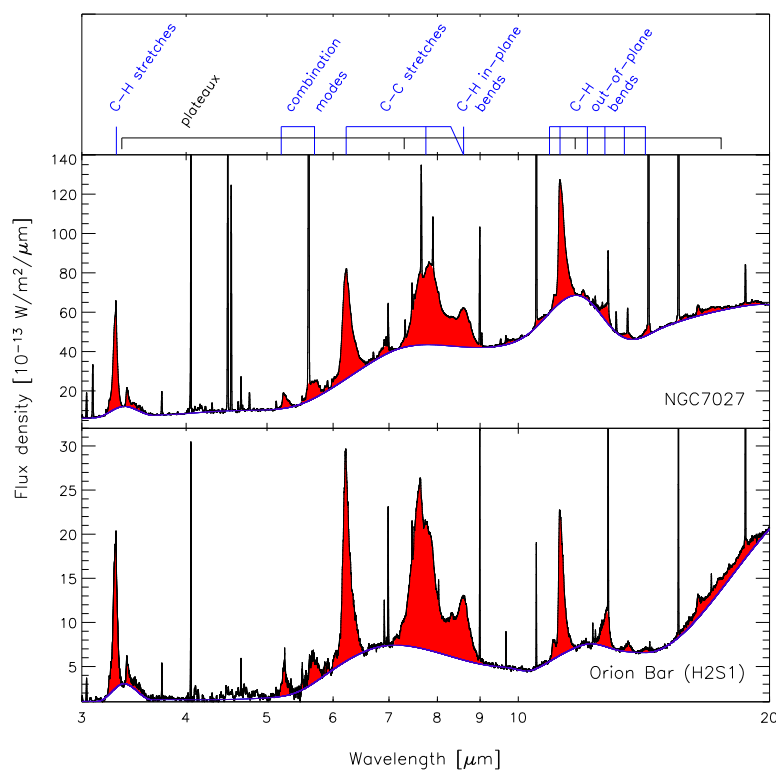 C–H stretches
plateaux
combination
modes
C–C stretches
C–H in–plane
bends
C–H
out–of–plane
bends
140
120
100
80
60
40
20
NGC7027
Flux density [10⁻¹³ W/m²/μm]
30
25
20
15
10
5
Orion Bar (H2S1)
3 4 5 6 7 8 9 10 20
Wavelength [μm]